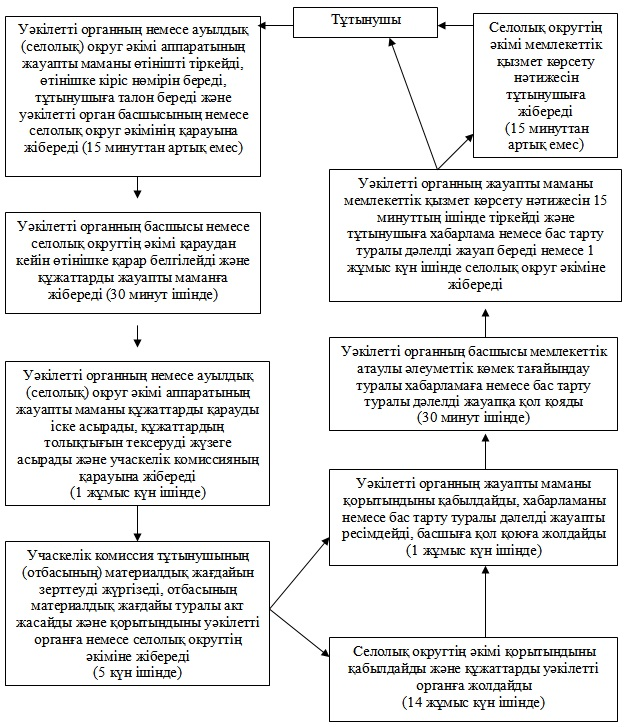 Тұтынушы
Уәкілетті органның немесе ауылдық
(селолық) округ әкімі аппаратының
жауапты маманы өтінішті тіркейді,
өтінішке кіріс нөмірін береді,
тұтынушыға талон береді және
уәкілетті орган басшысының немесе
селолық округ әкімінің қарауына
жібереді (15 минуттан артық емес)
Уәкілетті органның басшысы немесе
селолық округтің әкімі қараудан
кейін өтінішке қарар белгілейді және
құжаттарды жауапты маманға
жібереді (30 минут ішінде)
Уәкілетті органның немесе ауылдық
(селолық) округ әкімі аппаратының
жауапты маманы құжаттарды қарауды
іске асырады, құжаттардың
толықтығын тексеруді жүзеге
асырады және учаскелік комиссияның
қарауына жібереді
(1 жұмыс күн ішінде)
Учаскелік комиссия тұтынушының
(отбасының) материалдық жағдайын
зерттеуді жүргізеді, отбасының
материалдық жағдайы туралы акт
жасайды және қорытындыны уәкілетті
органға немесе селолық округтің
әкіміне жібереді
(5 күн ішінде)
Селолық округтің әкімі қорытындыны
қабылдайды және құжаттарды уәкілетті
органға жолдайды
(14 жұмыс күн ішінде)
Уәкілетті органның жауапты маманы
қорытындыны қабылдайды, хабарламаны
немесе бас тарту туралы дәлелді жауапты
ресімдейді, басшыға қол қоюға жолдайды
(1 жұмыс күн ішінде)
Уәкілетті органның басшысы мемлекеттік
атаулы әлеуметтік көмек тағайындау
туралы хабарламаға немесе бас тарту
туралы дәлелді жауапқа қол қояды
(30 минут ішінде)
Уәкілетті органның жауапты маманы
мемлекеттік қызмет көрсету нәтижесін 15
минуттың ішінде тіркейді және
тұтынушыға хабарлама немесе бас тарту
туралы дәлелді жауап береді немесе 1
жұмыс күн ішінде селолық округ әкіміне
жібереді
Селолық округтің
әкімі мемлекеттік
қызмет көрсету
нәтижесін
тұтынушыға
жібереді
(15 минуттан
артық емес)